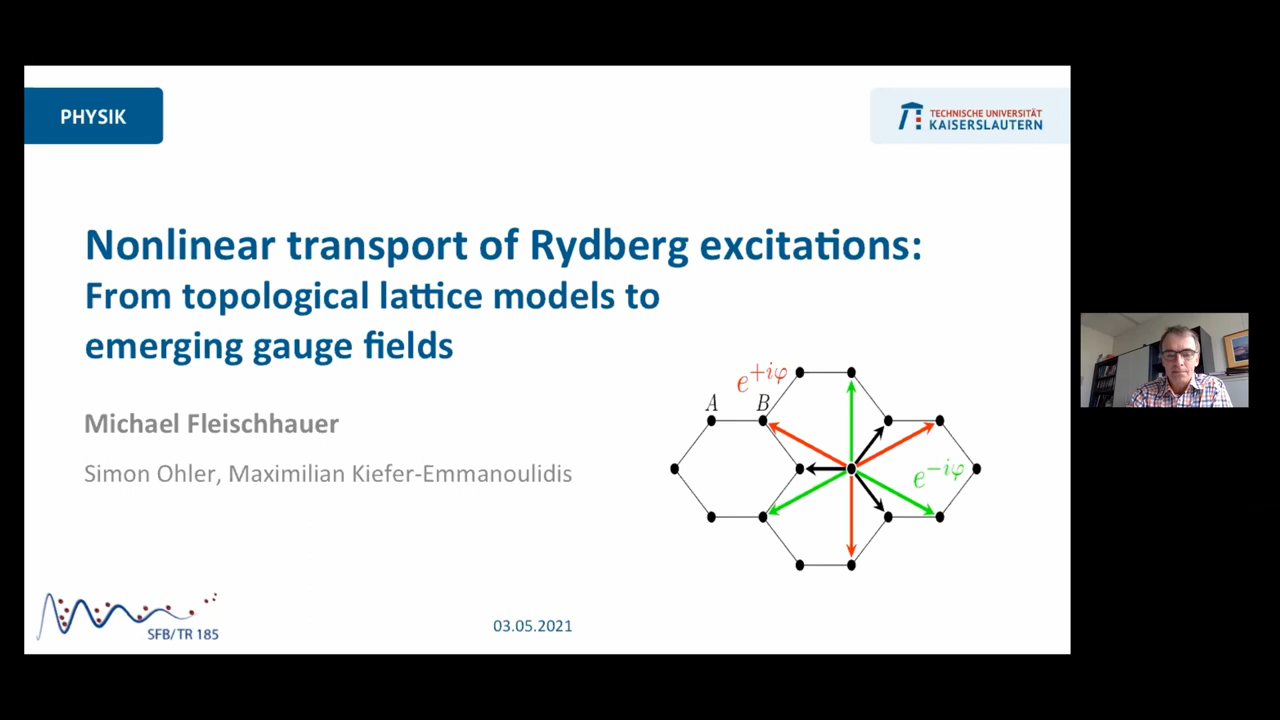 PHYSIK
TECHNISCHE UNIVERSITÄT
KAISERSLAUTERN
Nonlinear transport of Rydberg excitations:
From topological lattice models to
emerging gauge fields
Michael Fleischhauer
Simon Ohler, Maximilian Kiefer-Emmanoulidis
e^{+iφ}
A B
e^{-iφ}
SFB/TR 185
03.05.2021